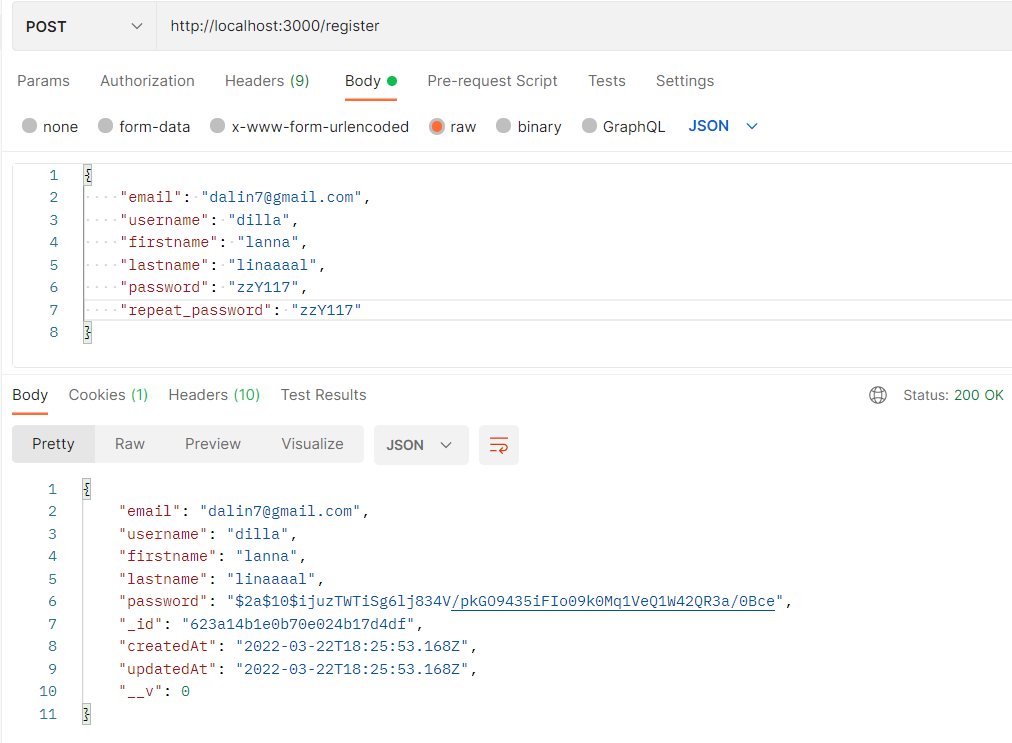 POST http://localhost:3000/register
Params Authorization Headers (9) Body Pre-request Script Tests Settings
none form-data x-www-form-urlencoded raw binary GraphQL JSON
1 {
2 "email": "dalin7@gmail.com",
3 "username": "dilla",
4 "firstname": "lanna",
5 "lastname": "linaaaal",
6 "password": "zzY117",
7 "repeat_password": "zzY117"
8 }
Body Cookies (1) Headers (10) Test Results Status: 200 OK
Pretty Raw Preview Visualize JSON
1 {
2 "email": "dalin7@gmail.com",
3 "username": "dilla",
4 "firstname": "lanna",
5 "lastname": "linaaaal",
6 "password": "$2a$10$ijuzTWTiSg6lj834V/pkGO9435iFIo09k0Mq1VeQ1W42QR3a/0Bce",
7 "_id": "623a14b1e0b70e024b17d4df",
8 "createdAt": "2022-03-22T18:25:53.168Z",
9 "updatedAt": "2022-03-22T18:25:53.168Z",
10 "__v": 0
11 }